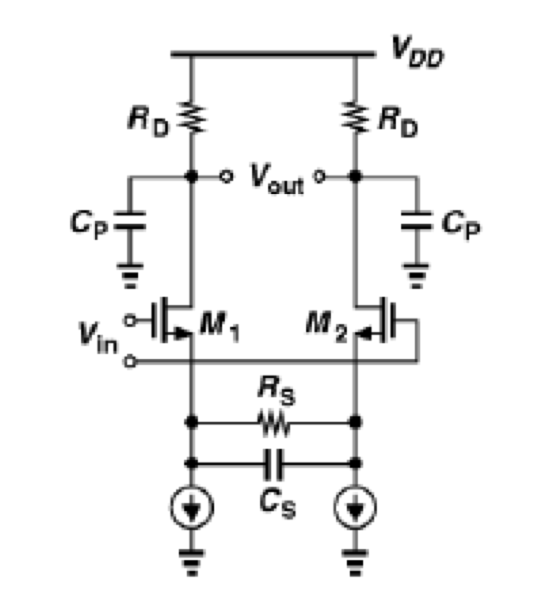 V_DD
R_D R_D
V_out
C_P C_P
M_1 M_2
V_in
R_S
C_S